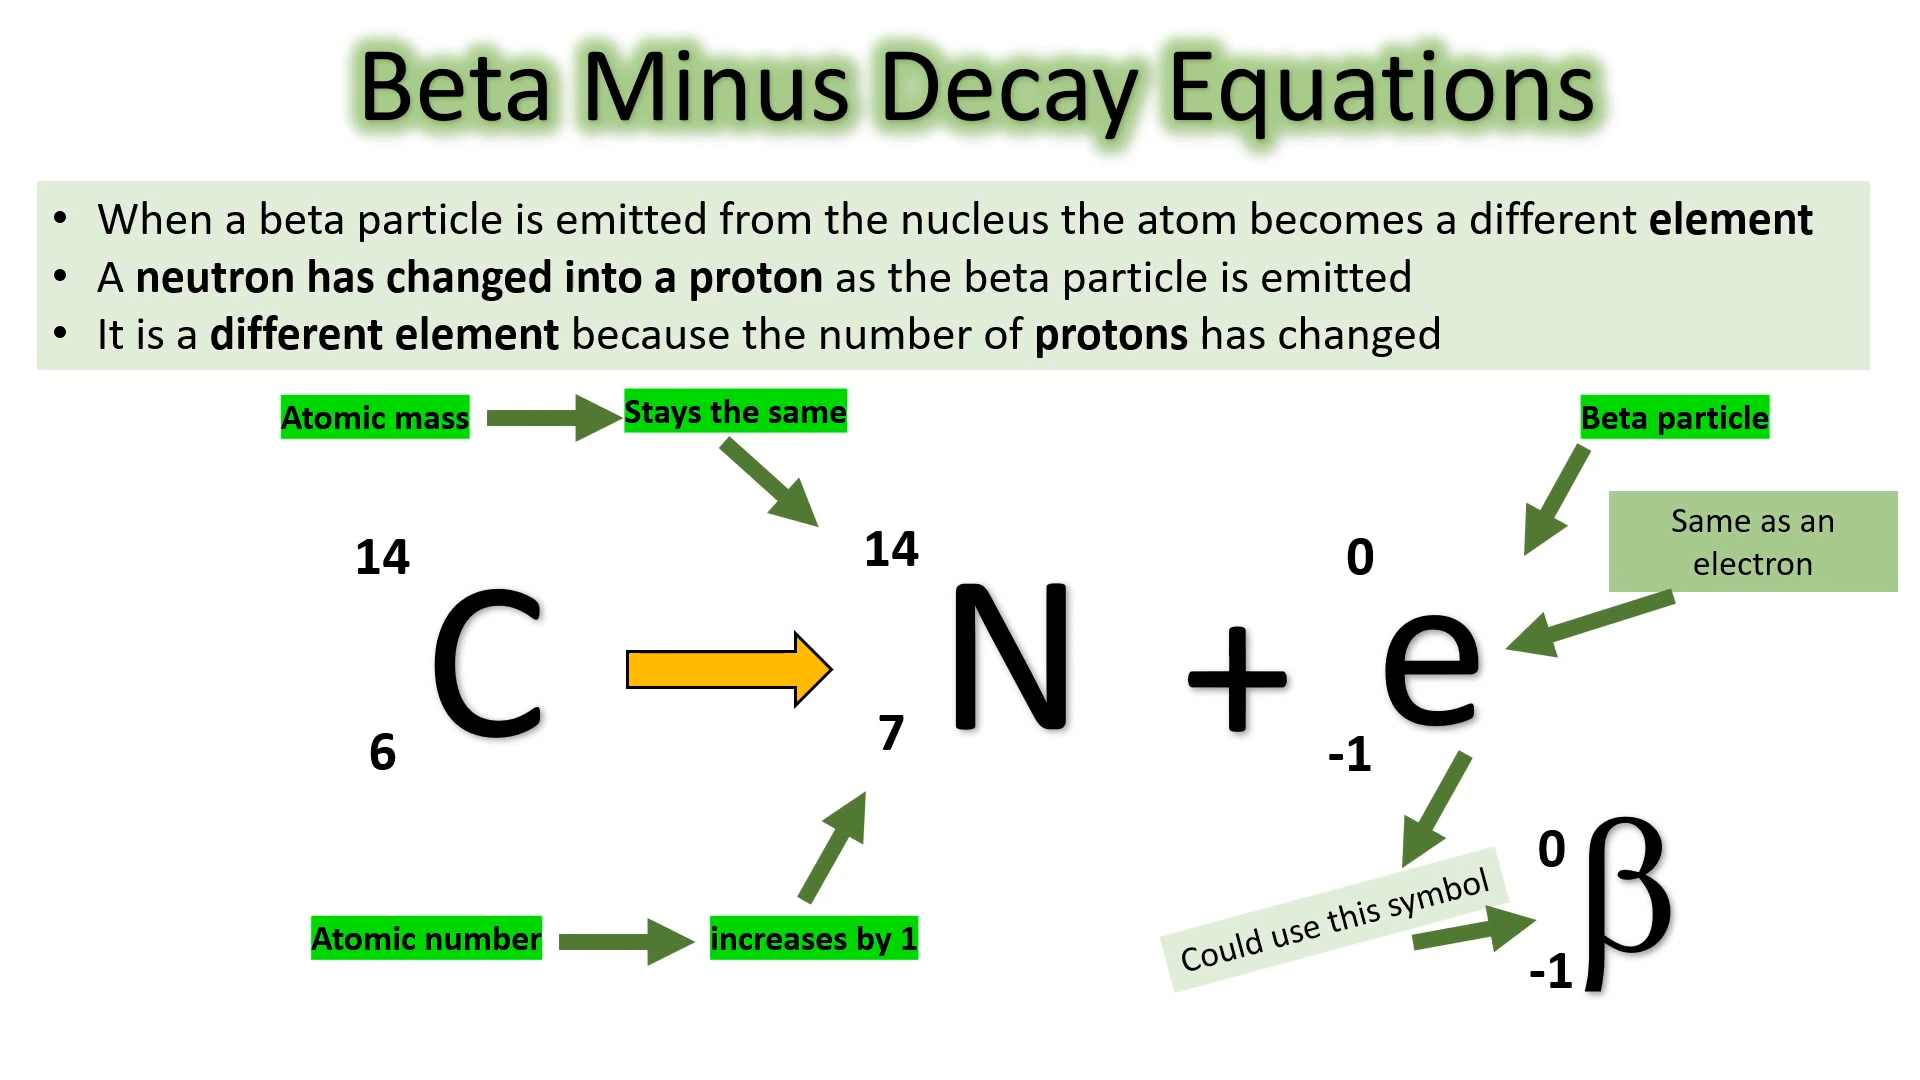 Beta Minus Decay Equations
• When a beta particle is emitted from the nucleus the atom becomes a different element
• A neutron has changed into a proton as the beta particle is emitted
• It is a different element because the number of protons has changed
Atomic mass
Stays the same
Beta particle
Same as an
electron
14
14
0
C
N
+
e
6
7
-1
Atomic number
increases by 1
Could use this symbol
0
β
-1